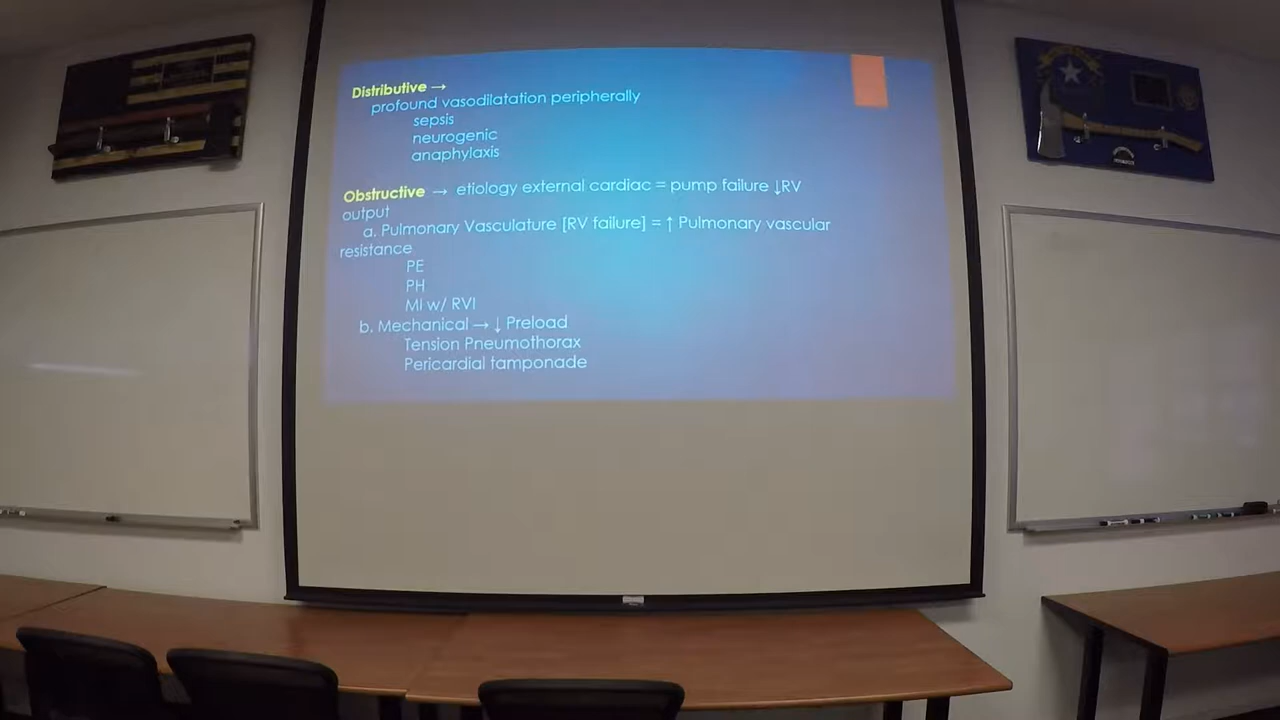 Distributive →
profound vasodilatation peripherally
sepsis
neurogenic
anaphylaxis
Obstructive → etiology external cardiac = pump failure ↓RV
output
a. Pulmonary Vasculature [RV failure] = ↑ Pulmonary vascular
resistance
PE
PH
MI w/ RVI
b. Mechanical → ↓ Preload
Tension Pneumothorax
Pericardial tamponade